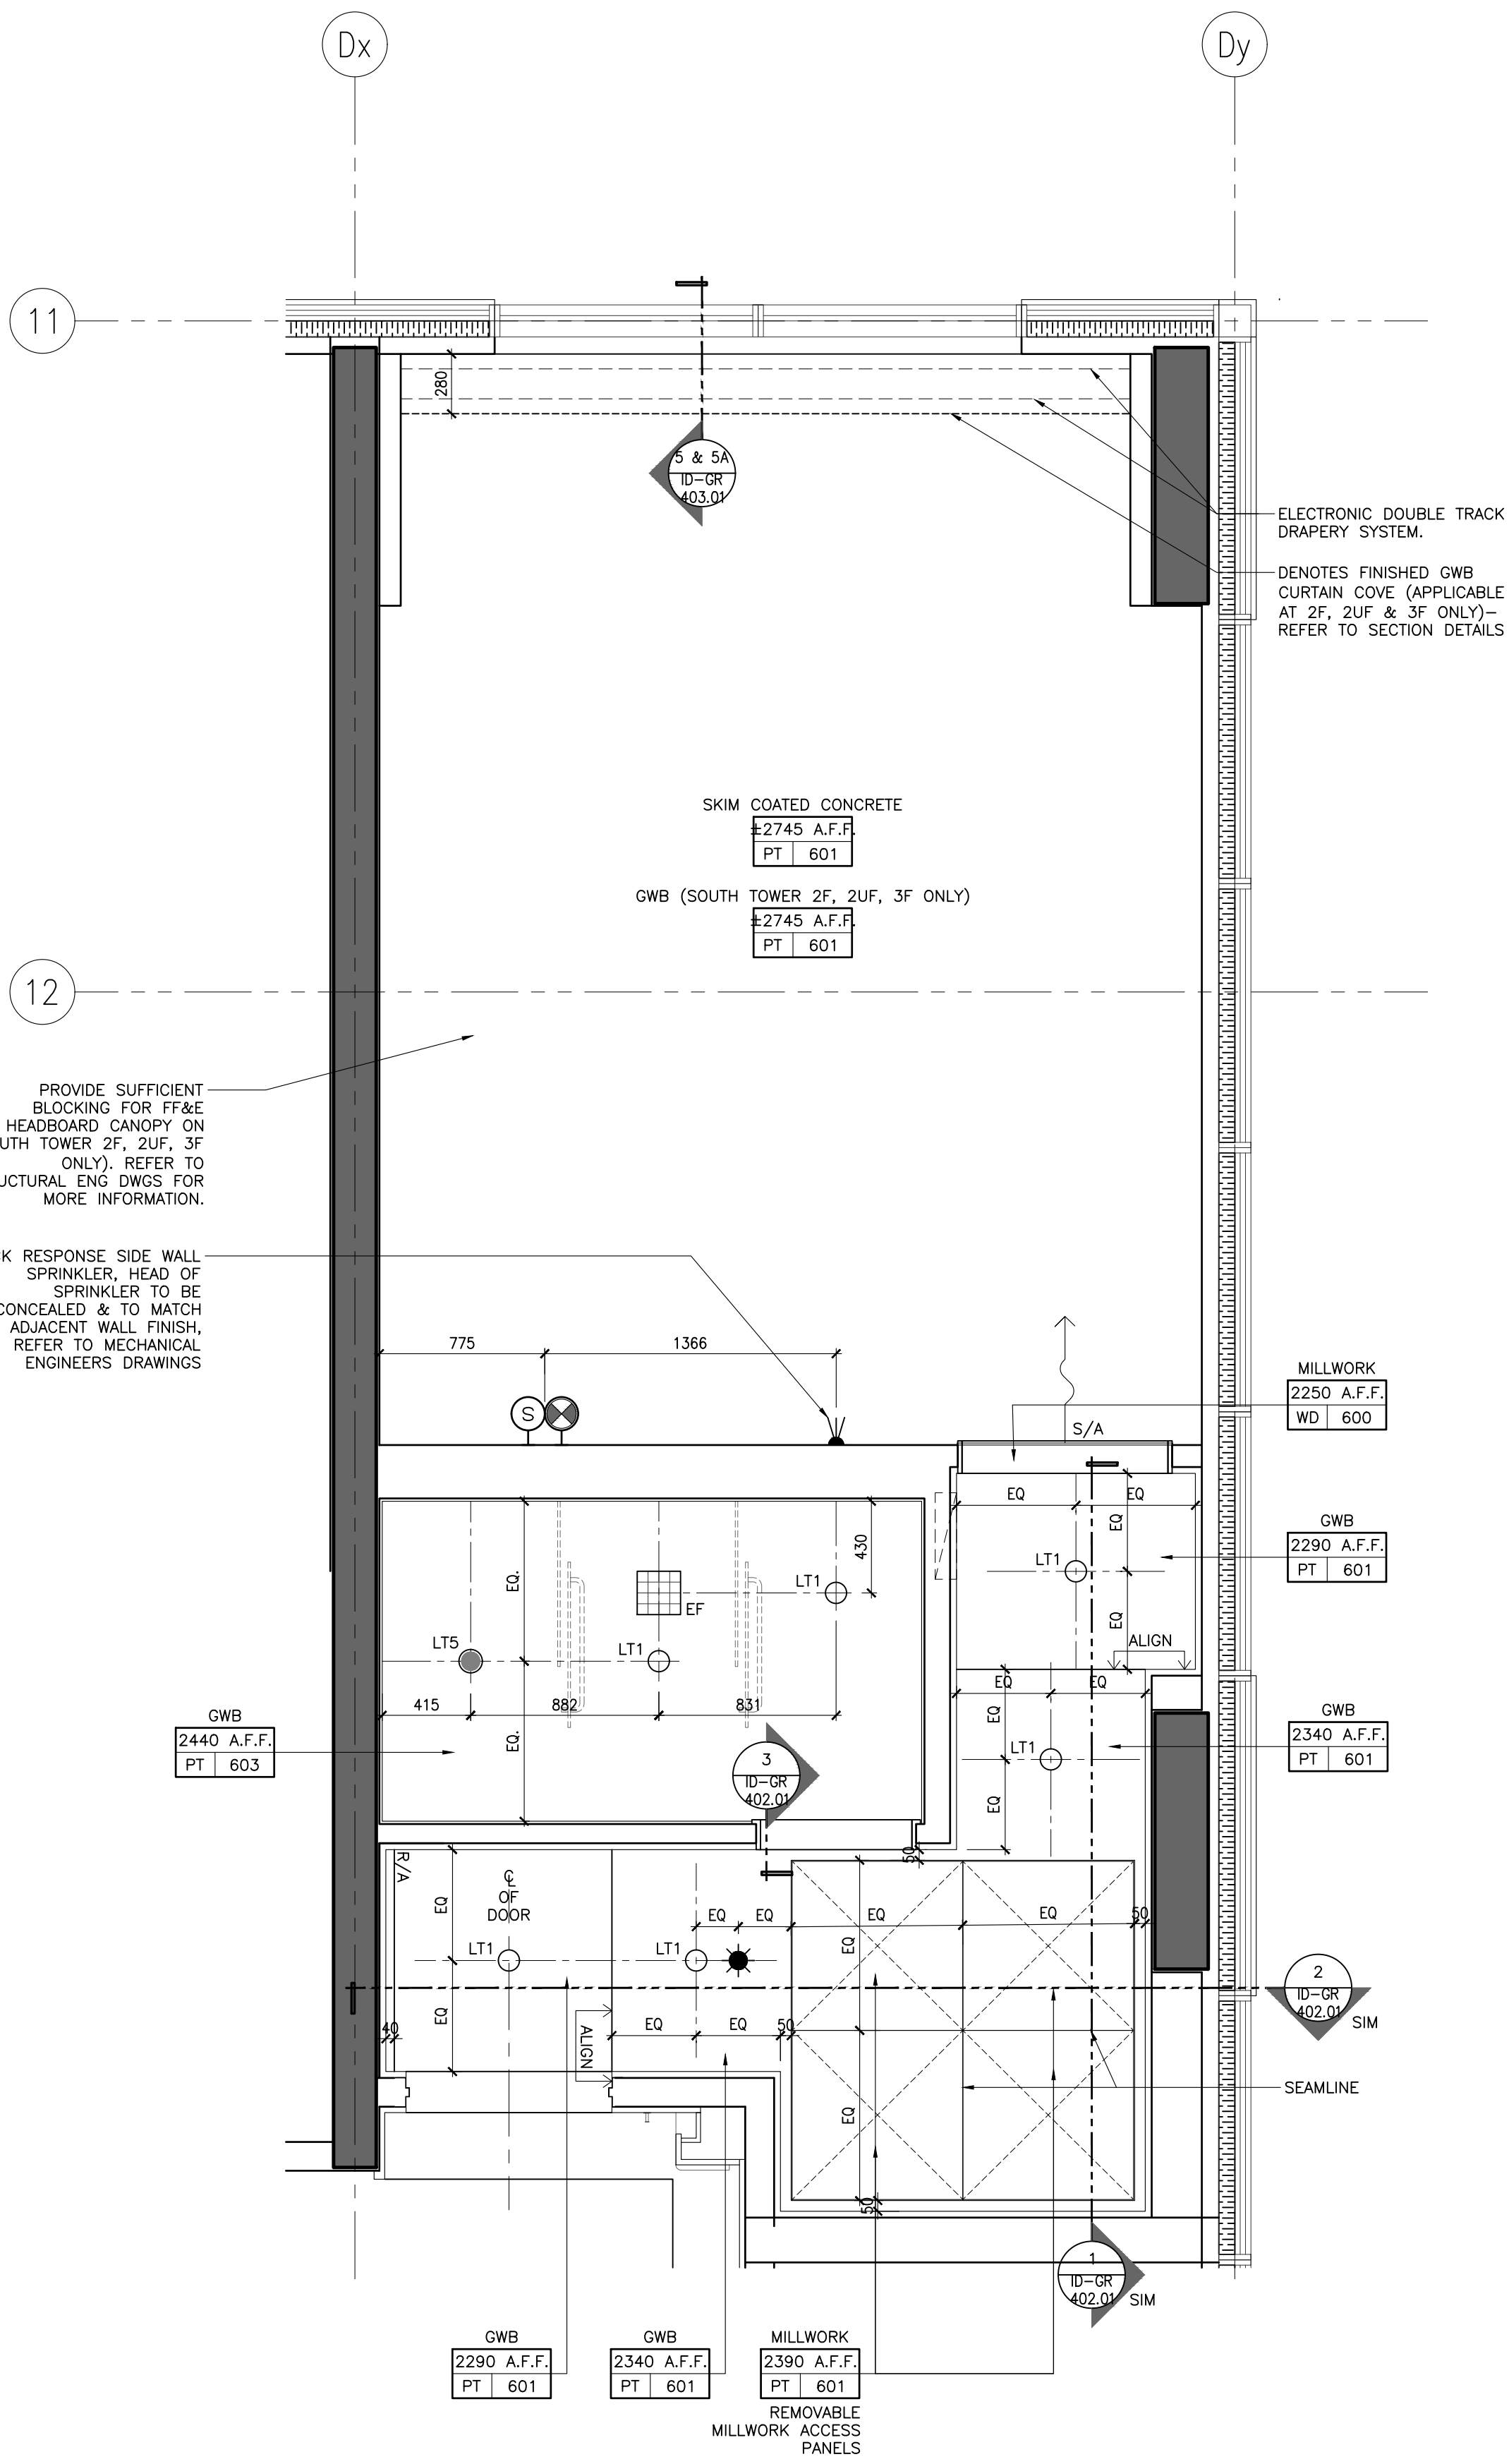 Dx
Dy
11
280
5 & 5A
ID-GR
403.01
ELECTRONIC DOUBLE TRACK
DRAPERY SYSTEM.
DENOTES FINISHED GWB
CURTAIN COVE (APPLICABLE
AT 2F, 2UF & 3F ONLY)-
REFER TO SECTION DETAILS
SKIM COATED CONCRETE
±2745 A.F.F.
PT 601
GWB (SOUTH TOWER 2F, 2UF, 3F ONLY)
±2745 A.F.F.
PT 601
12
PROVIDE SUFFICIENT
BLOCKING FOR FF&E
HEADBOARD CANOPY ON
TOWER 2F, 2UF, 3F
ONLY). REFER TO
ENG DWGS FOR
MORE INFORMATION.
RESPONSE SIDE WALL
SPRINKLER, HEAD OF
SPRINKLER TO BE
CONCEALED & TO MATCH
ADJACENT WALL FINISH,
REFER TO MECHANICAL
ENGINEERS DRAWINGS
775
1366
S
S/A
MILLWORK
2250 A.F.F.
WD 600
EQ
EQ
EQ
EQ
430
LT1
GWB
2290 A.F.F.
PT 601
EQ.
EF
LT1
LT5
LT1
ALIGN
415
882
831
EQ.
EQ
EQ
EQ
EQ
LT1
GWB
2440 A.F.F.
PT 603
GWB
2340 A.F.F.
PT 601
3
ID-GR
402.01
50
R/A
EQ
EQ
℄
OF
DOOR
LT1
LT1
EQ
EQ
EQ
EQ
50
EQ
EQ
40
ALIGN
EQ
EQ
50
50
2
ID-GR
402.01
SIM
SEAMLINE
1
ID-GR
402.01
SIM
GWB
2290 A.F.F.
PT 601
GWB
2340 A.F.F.
PT 601
MILLWORK
2390 A.F.F.
PT 601
REMOVABLE
MILLWORK ACCESS
PANELS